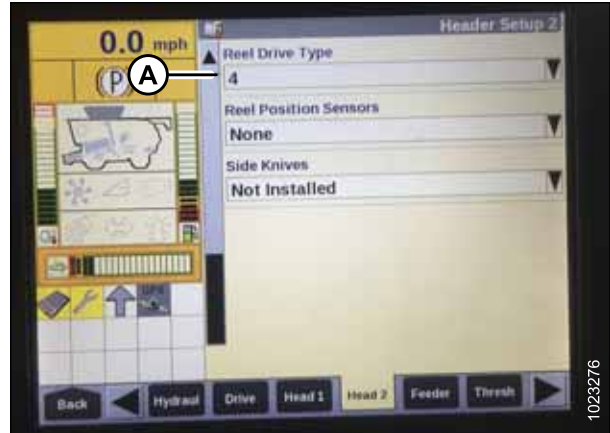 Header Setup 2
0.0 mph
Reel Drive Type
(P)
A
4
Reel Position Sensors
None
Side Knives
Not Installed
GPS
Back
Hydraul
Drive
Head 1
Head 2
Feeder
Thresh
1023276